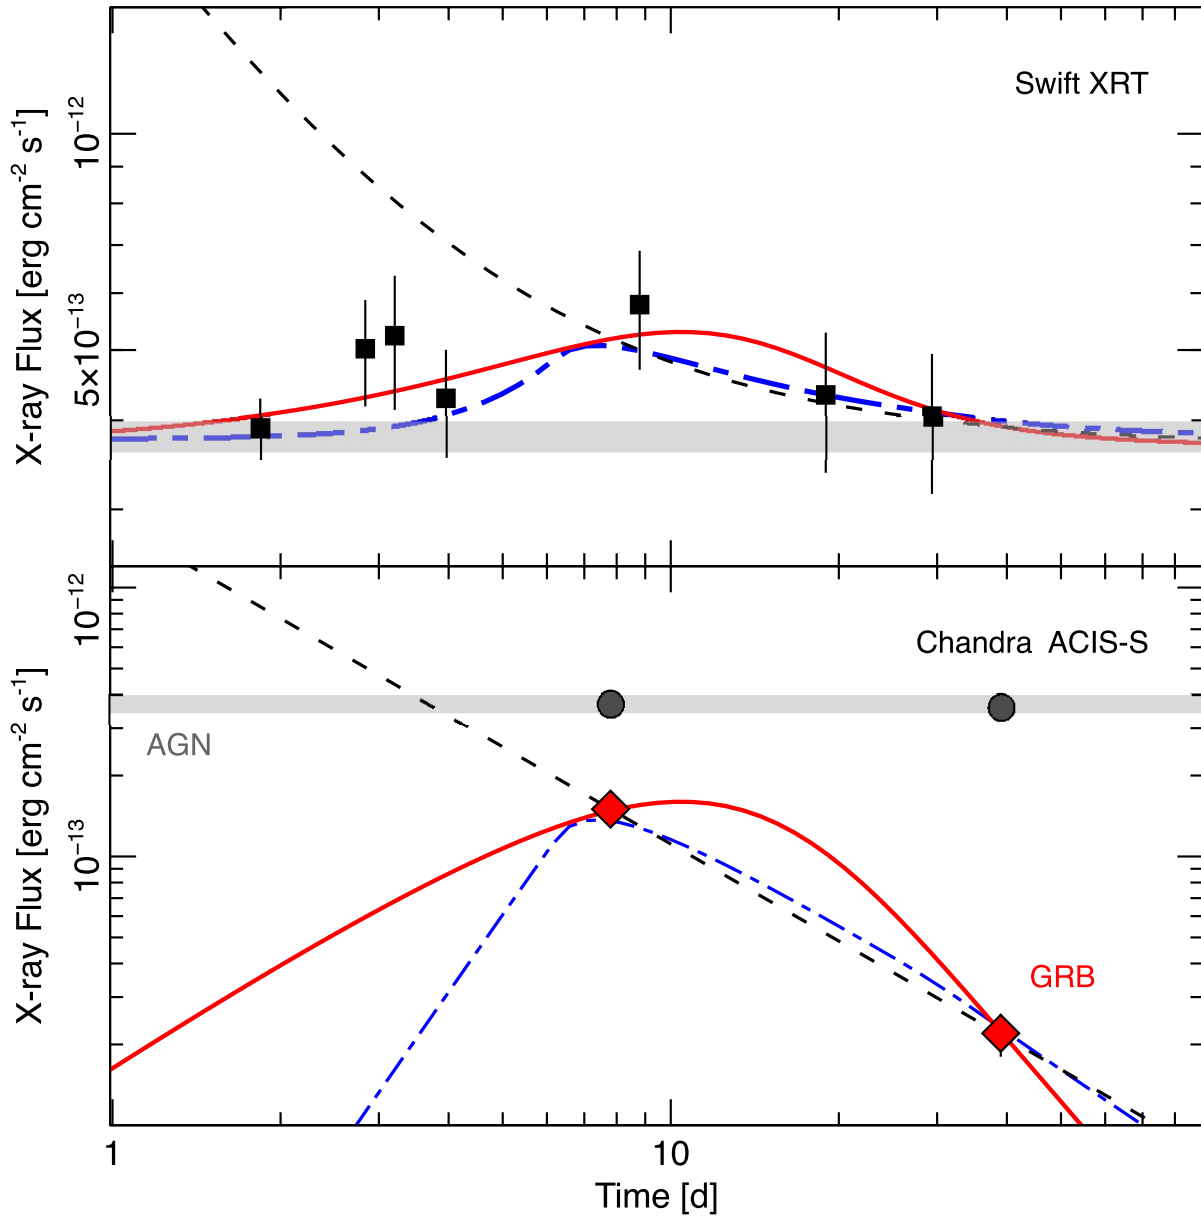 Swift XRT
X-ray Flux [erg cm-2 s-1]
10−12
5×10−13
Chandra ACIS-S
X-ray Flux [erg cm-2 s-1]
10−12
10−13
AGN
GRB
1
10
Time [d]